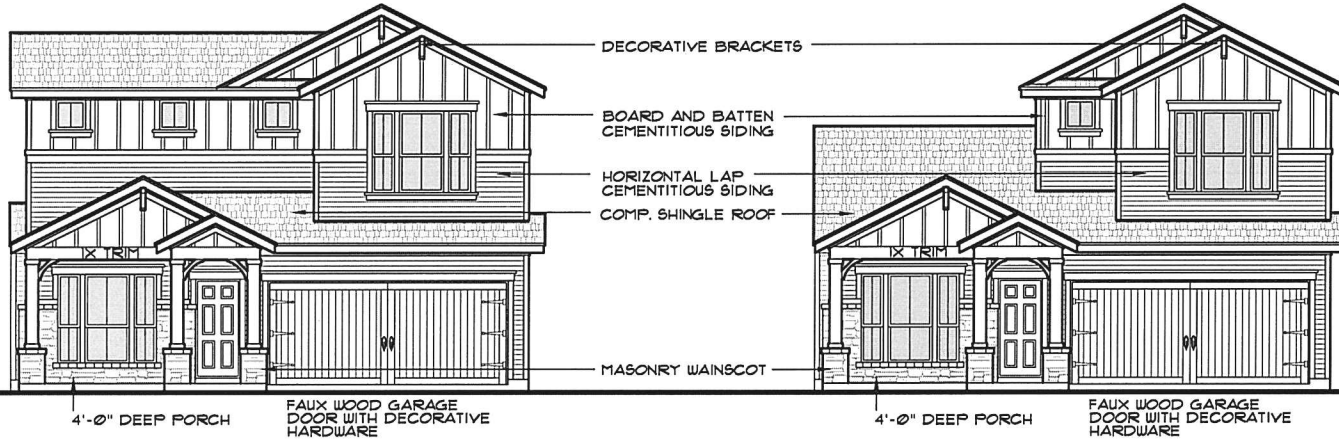 DECORATIVE BRACKETS
BOARD AND BATTEN
CEMENTITIOUS SIDING
HORIZONTAL LAP
CEMENTITIOUS SIDING
COMP. SHINGLE ROOF
1X TRIM
1X TRIM
MASONRY WAINSCOT
4'-0" DEEP PORCH
FAUX WOOD GARAGE
DOOR WITH DECORATIVE
HARDWARE
4'-0" DEEP PORCH
FAUX WOOD GARAGE
DOOR WITH DECORATIVE
HARDWARE